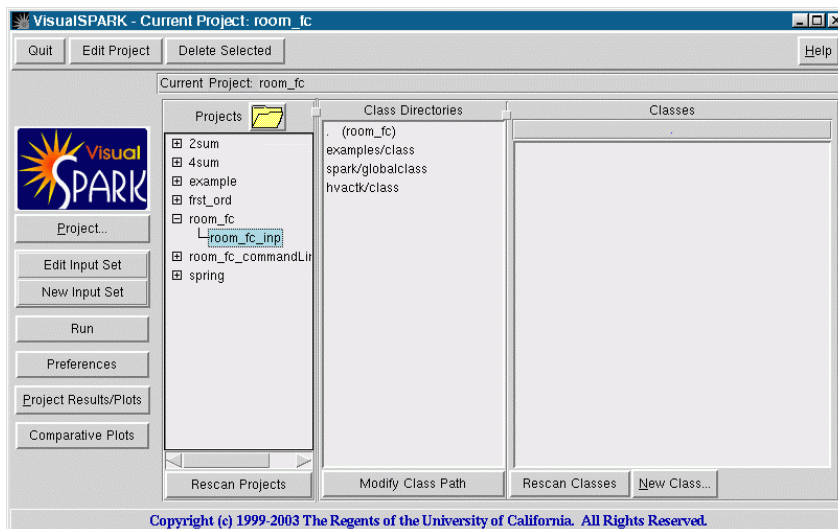 VisualSPARK - Current Project: room_fc
Quit
Edit Project
Delete Selected
Help
Current Project: room_fc
Visual
SPARK
Project...
Edit Input Set
New Input Set
Run
Preferences
Project Results/Plots
Comparative Plots
Projects
2sum
4sum
example
frst_ord
room_fc
room_fc_inp
room_fc_commandLin
spring
Rescan Projects
Class Directories
. (room_fc)
examples/class
spark/globalclass
hvactk/class
Modify Class Path
Classes
.
Rescan Classes
New Class...
Copyright (c) 1999-2003 The Regents of the University of California. All Rights Reserved.